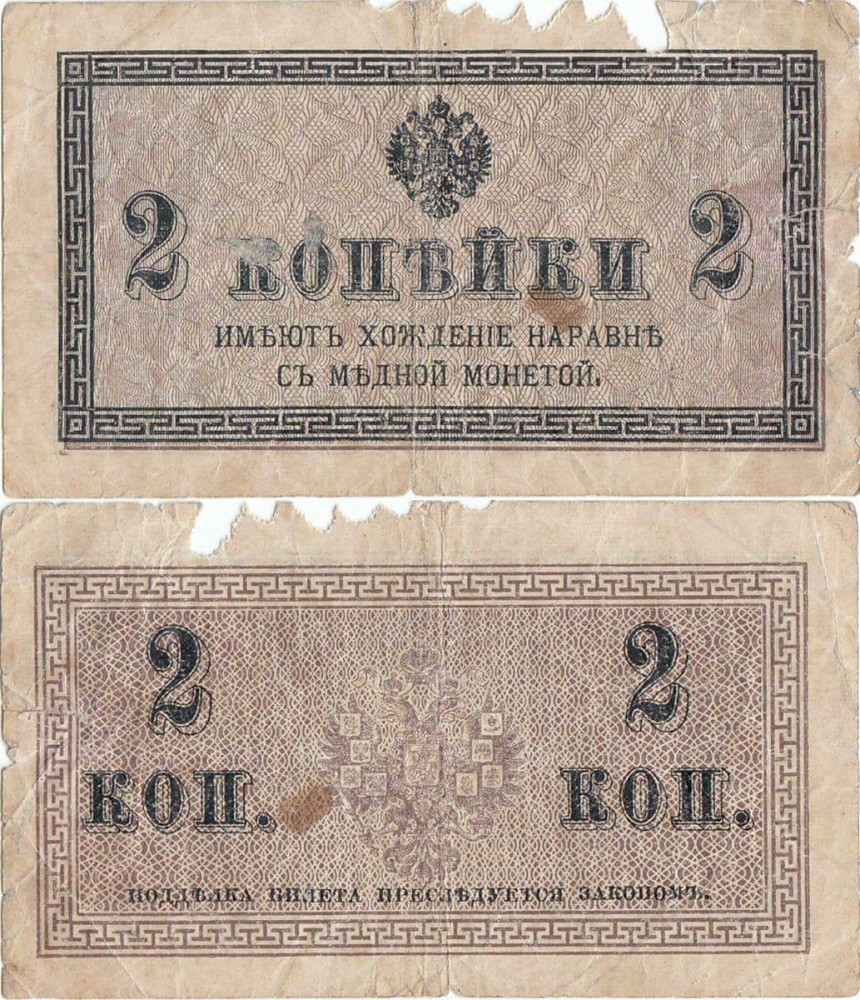 2 КОПѢЙКИ 2
ИМѢЮТЪ ХОЖДЕНІЕ НАРАВНѢ
СЪ МѢДНОЙ МОНЕТОЙ.
2 2
КОП. КОП.
ПОДДѢЛКА БИЛЕТА ПРЕСЛѢДУЕТСЯ ЗАКОНОМЪ.